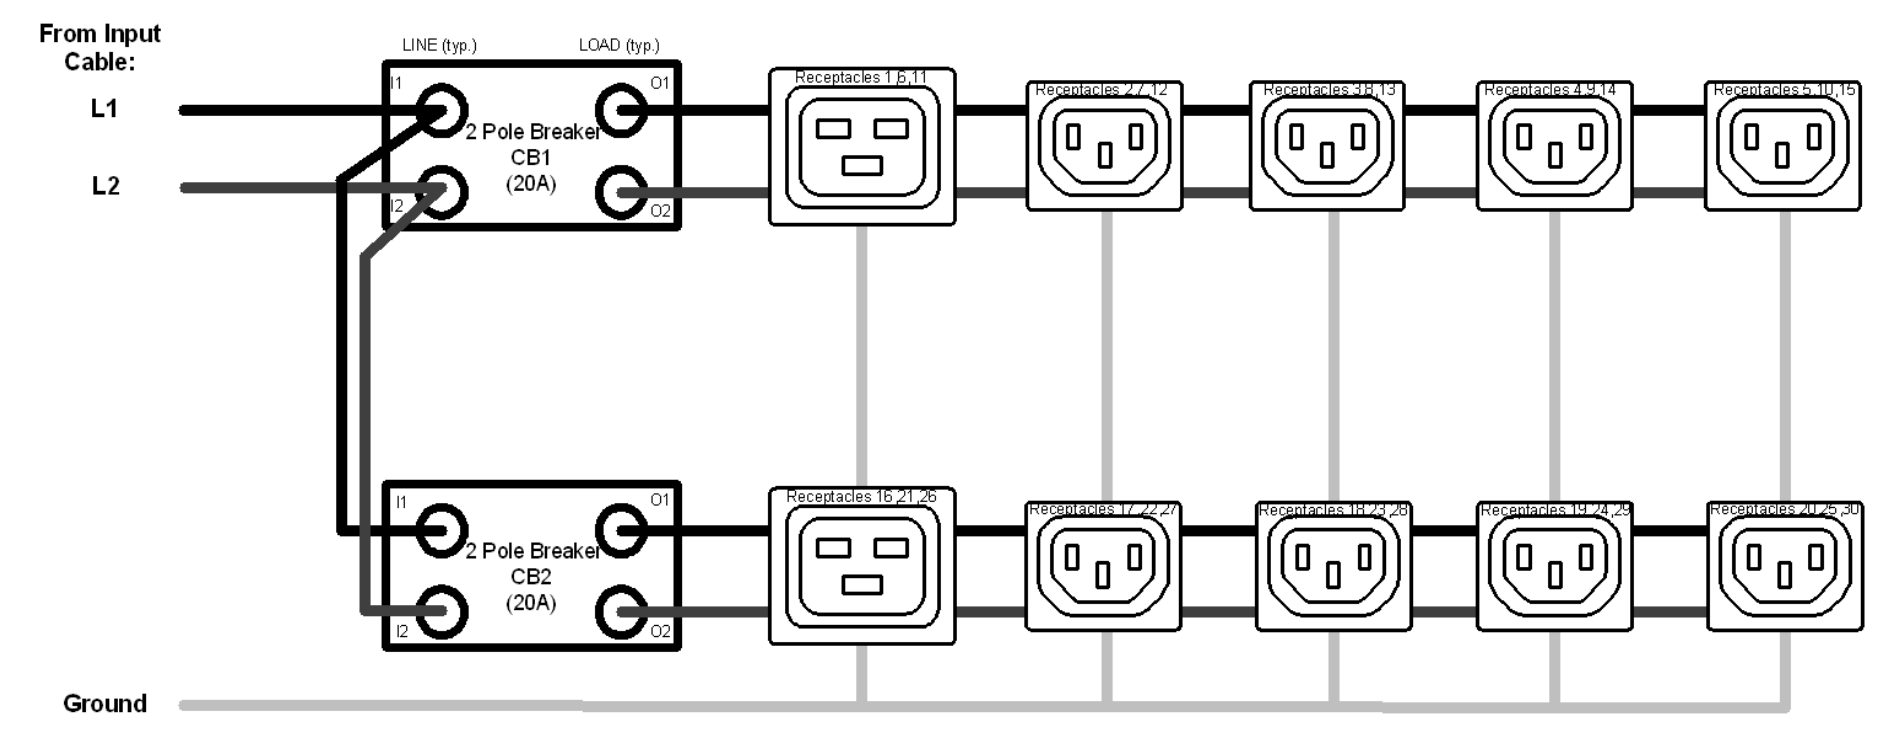 From Input
Cable:
LINE (typ.)
LOAD (typ.)
L1
I1
O1
2 Pole Breaker
CB1
(20A)
L2
I2
O2
Receptacles 1,6,11
Receptacles 2,7,12
Receptacles 3,8,13
Receptacles 4,9,14
Receptacles 5,10,15
I1
O1
2 Pole Breaker
CB2
(20A)
I2
O2
Receptacles 16,21,26
Receptacles 17,22,27
Receptacles 18,23,28
Receptacles 19,24,29
Receptacles 20,25,30
Ground